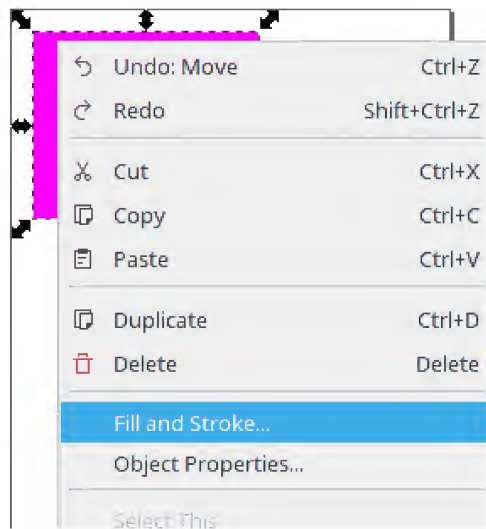 Undo: Move Ctrl+Z
Redo Shift+Ctrl+Z
Cut Ctrl+X
Copy Ctrl+C
Paste Ctrl+V
Duplicate Ctrl+D
Delete Delete
Fill and Stroke...
Object Properties...
Select This